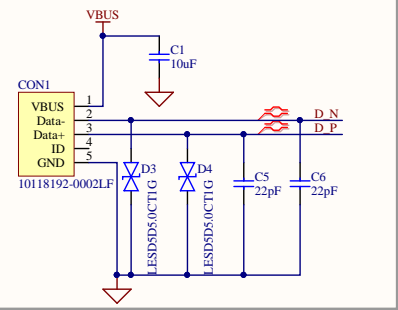 VBUS
C1
10uF
CON1
VBUS 1
Data- 2
Data+ 3
ID 4
GND 5
10118192-0002LF
D_N
D_P
D3
LESD5D5.0CT1G
D4
LESD5D5.0CT1G
C5
22pF
C6
22pF